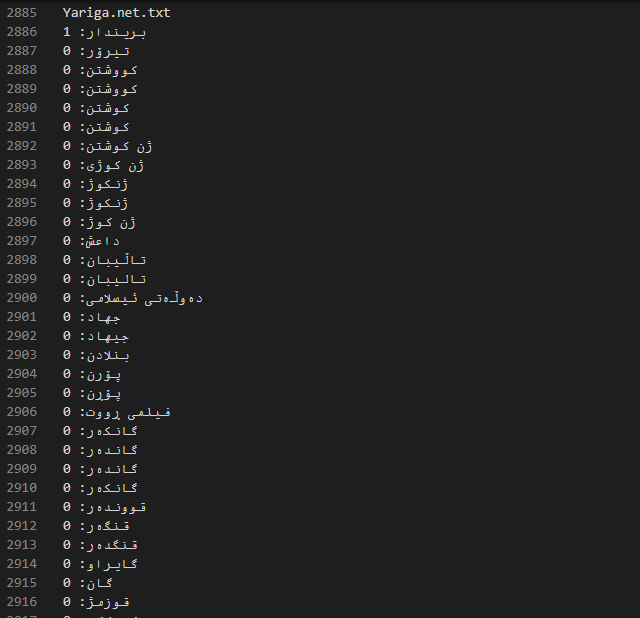 2885 Yariga.net.txt
2886 بریندار: 1
2887 تیرۆر: 0
2888 کووشتن: 0
2889 کووشتن: 0
2890 کوشتن: 0
2891 کوشتن: 0
2892 ژن کوشتن: 0
2893 ژن کوژی: 0
2894 ژنکوژ: 0
2895 ژنکوژ: 0
2896 ژن کوژ: 0
2897 داعش: 0
2898 تاڵیبان: 0
2899 تالیبان: 0
2900 دەوڵەتی ئیسلامی: 0
2901 جهاد: 0
2902 جیهاد: 0
2903 بنلادن: 0
2904 پۆرن: 0
2905 پۆڕن: 0
2906 فیلمی ڕووت: 0
2907 گانکەر: 0
2908 گاندەر: 0
2909 گاندەر: 0
2910 گانکەر: 0
2911 قووندەر: 0
2912 قنگەر: 0
2913 قنگدەر: 0
2914 گایراو: 0
2915 گان: 0
2916 قوزمژ: 0